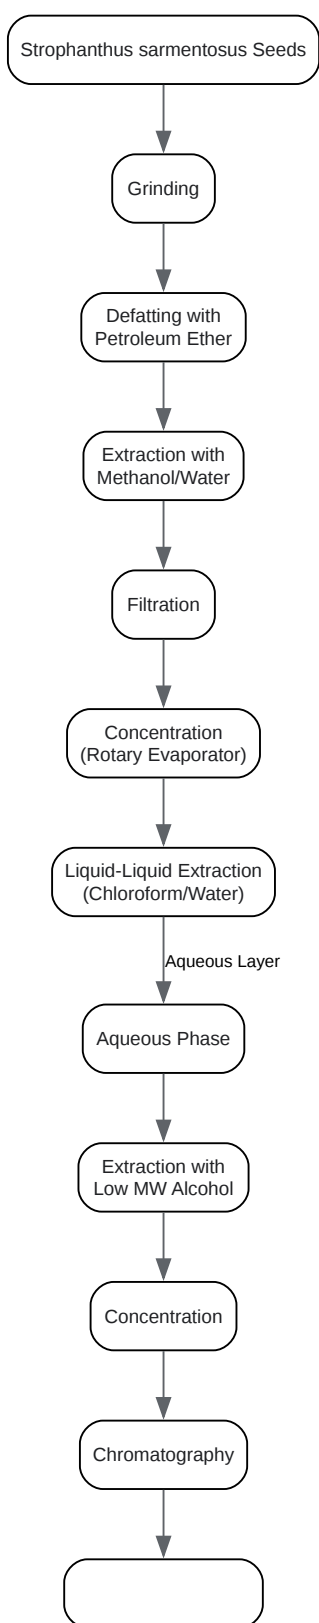 Strophanthus sarmentosus Seeds
Grinding
Defatting with
Petroleum Ether
Extraction with
Methanol/Water
Filtration
Concentration
(Rotary Evaporator)
Liquid-Liquid Extraction
(Chloroform/Water)
Aqueous Layer
Aqueous Phase
Extraction with
Low MW Alcohol
Concentration
Chromatography